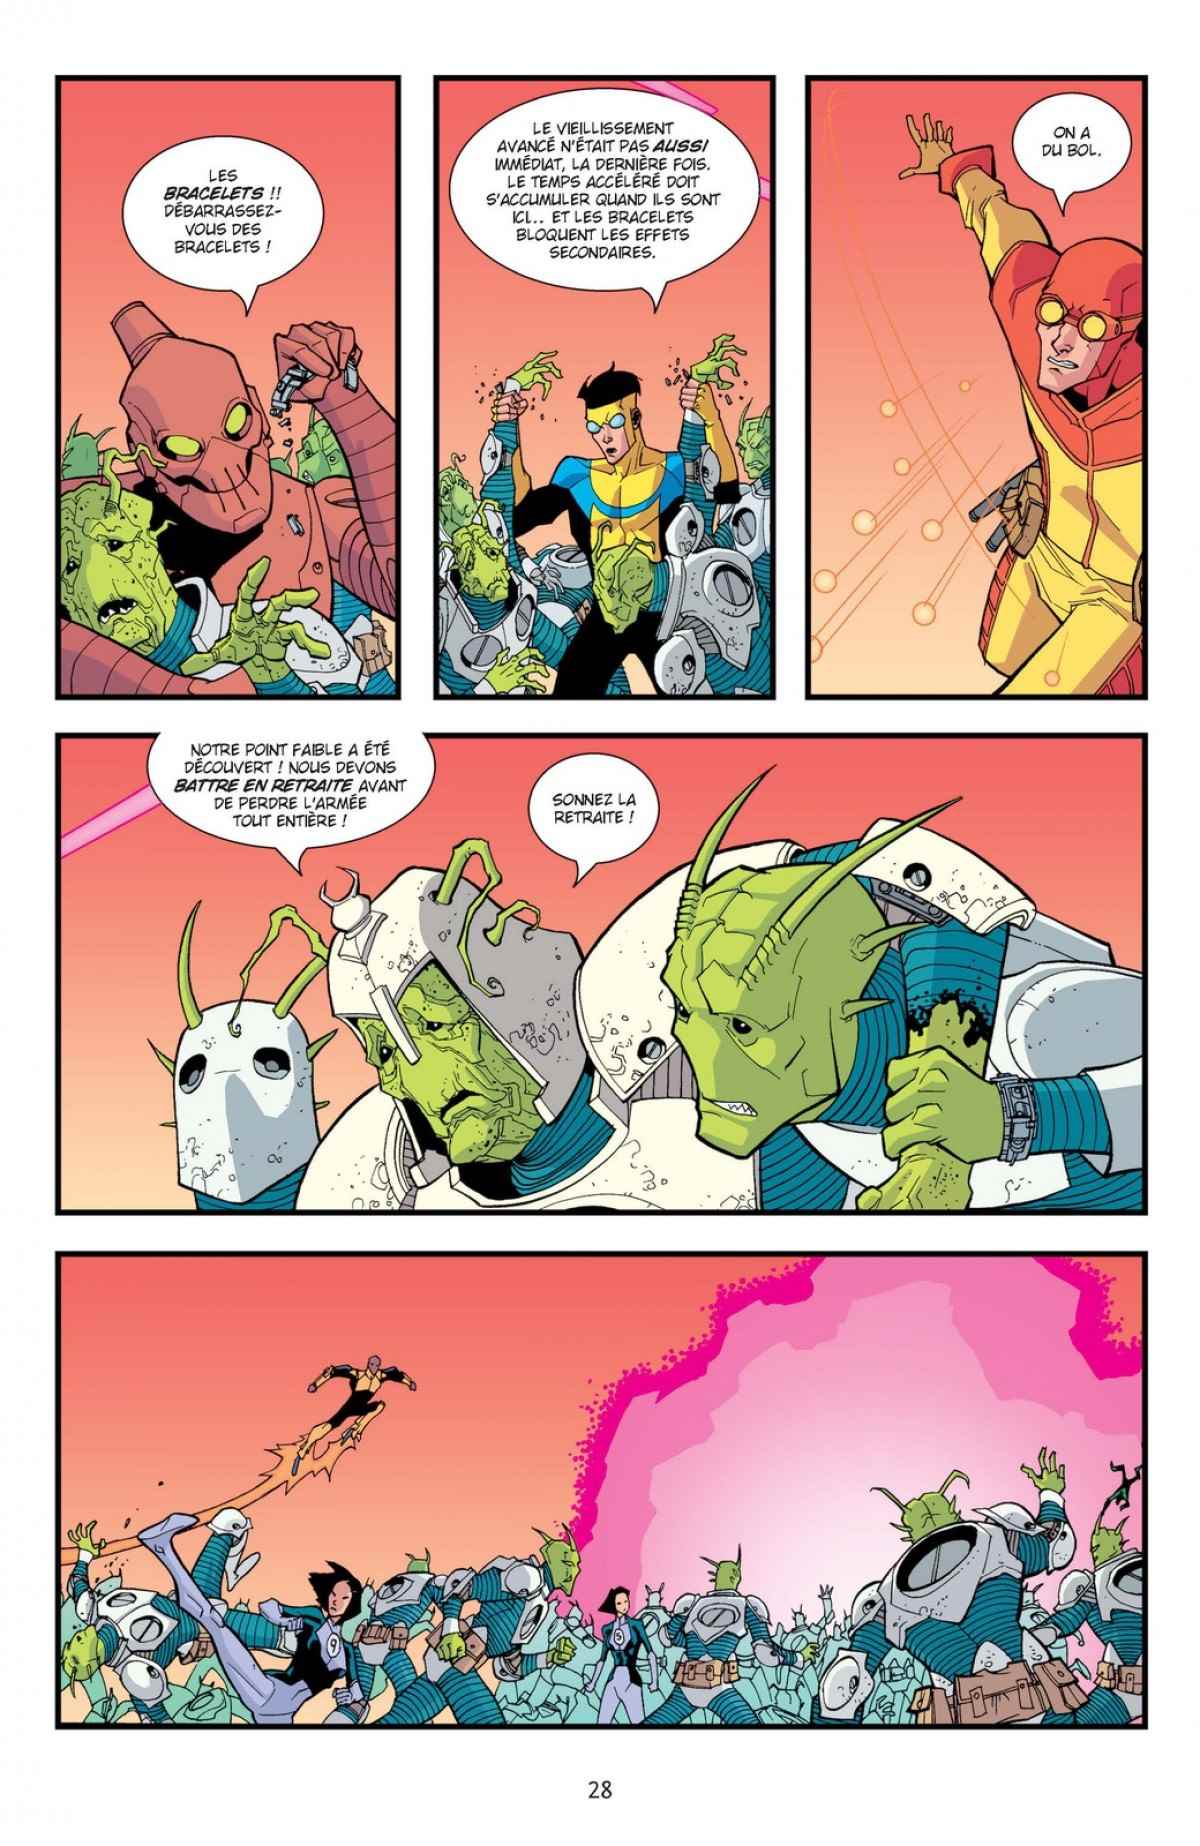 LES
BRACELETS !!
DÉBARRASSEZ-
VOUS DES
BRACELETS !
LE VIEILLISSEMENT
AVANCÉ N'ÉTAIT PAS AUSSI
IMMÉDIAT, LA DERNIÈRE FOIS.
LE TEMPS ACCÉLÉRÉ DOIT
S'ACCUMULER QUAND ILS SONT
ICI... ET LES BRACELETS
BLOQUENT LES EFFETS
SECONDAIRES.
ON A
DU BOL.
NOTRE POINT FAIBLE A ÉTÉ
DÉCOUVERT ! NOUS DEVONS
BATTRE EN RETRAITE AVANT
DE PERDRE L'ARMÉE
TOUT ENTIÈRE !
SONNEZ LA
RETRAITE !
9
5
28